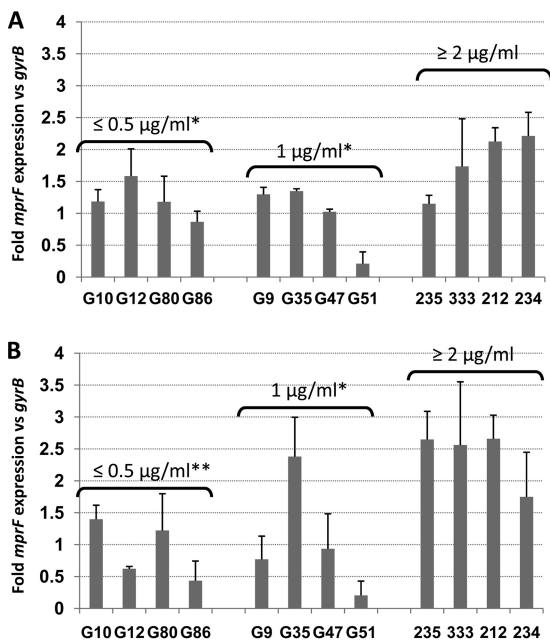 A
Fold mprF expression vs gyrB
4
3.5
3
2.5
2
1.5
1
0.5
0
≤ 0.5 µg/ml*
1 µg/ml*
≥ 2 µg/ml
G10 G12 G80 G86 G9 G35 G47 G51 235 333 212 234
B
Fold mprF expression vs gyrB
4
3.5
3
2.5
2
1.5
1
0.5
0
≤ 0.5 µg/ml**
1 µg/ml*
≥ 2 µg/ml
G10 G12 G80 G86 G9 G35 G47 G51 235 333 212 234